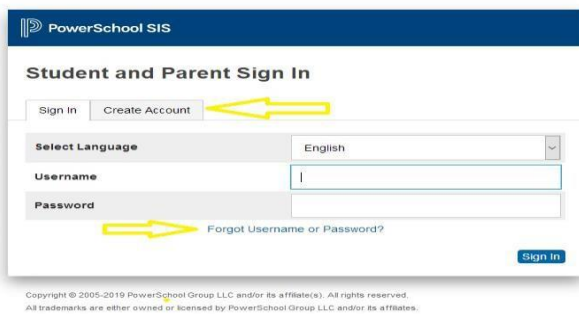 PowerSchool SIS
Student and Parent Sign In
Sign In Create Account
Select Language English
Username
Password
Forgot Username or Password?
Sign In
Copyright © 2005-2019 PowerSchool Group LLC and/or its affiliate(s). All rights reserved.
All trademarks are either owned or licensed by PowerSchool Group LLC and/or its affiliates.